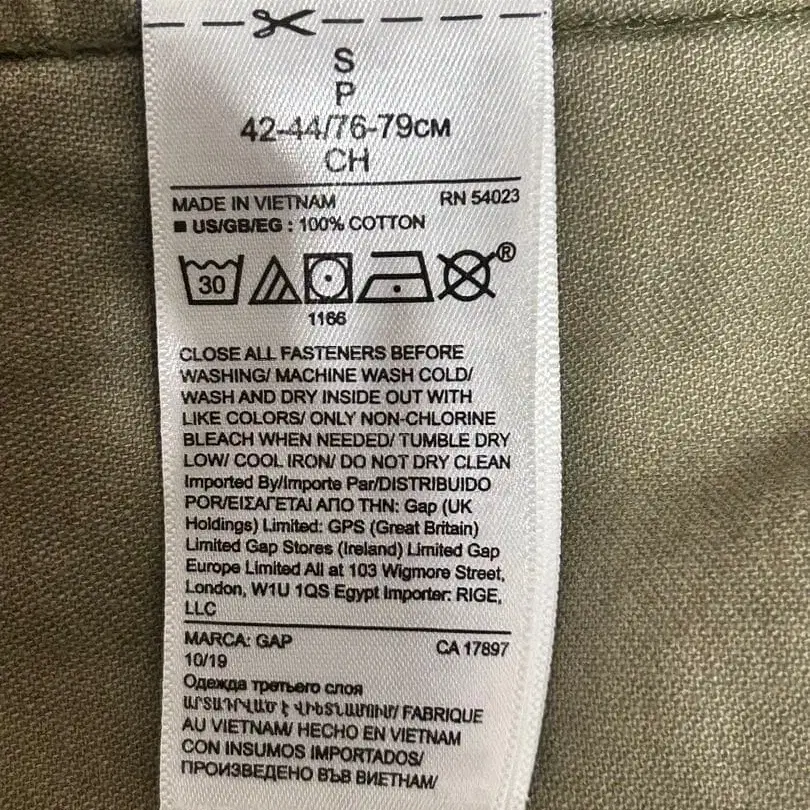 S
P
42-44/76-79см
CH
MADE IN VIETNAM RN 54023
■ US/GB/EG : 100% COTTON
30
®
1166
CLOSE ALL FASTENERS BEFORE
WASHING/ MACHINE WASH COLD/
WASH AND DRY INSIDE OUT WITH
LIKE COLORS/ ONLY NON-CHLORINE
BLEACH WHEN NEEDED/ TUMBLE DRY
LOW/ COOL IRON/ DO NOT DRY CLEAN
Imported By/Importe Par/DISTRIBUIDO
POR/ΕΙΣΑΓΕΤΑΙ ΑΠΟ ΤΗΝ: Gap (UK
Holdings) Limited: GPS (Great Britain)
Limited Gap Stores (Ireland) Limited Gap
Europe Limited All at 103 Wigmore Street,
London, W1U 1QS Egypt Importer: RIGE,
LLC
MARCA: GAP CA 17897
10/19
Одежда третьего слоя
ԱՐՏԱԴՐՎԱԾ Է ՎԻԵՏՆԱՄՈՒՄ/ FABRIQUE
AU VIETNAM/ HECHO EN VIETNAM
CON INSUMOS IMPORTADOS/
ПРОИЗВЕДЕНО ВЪВ ВИЕТНАМ/